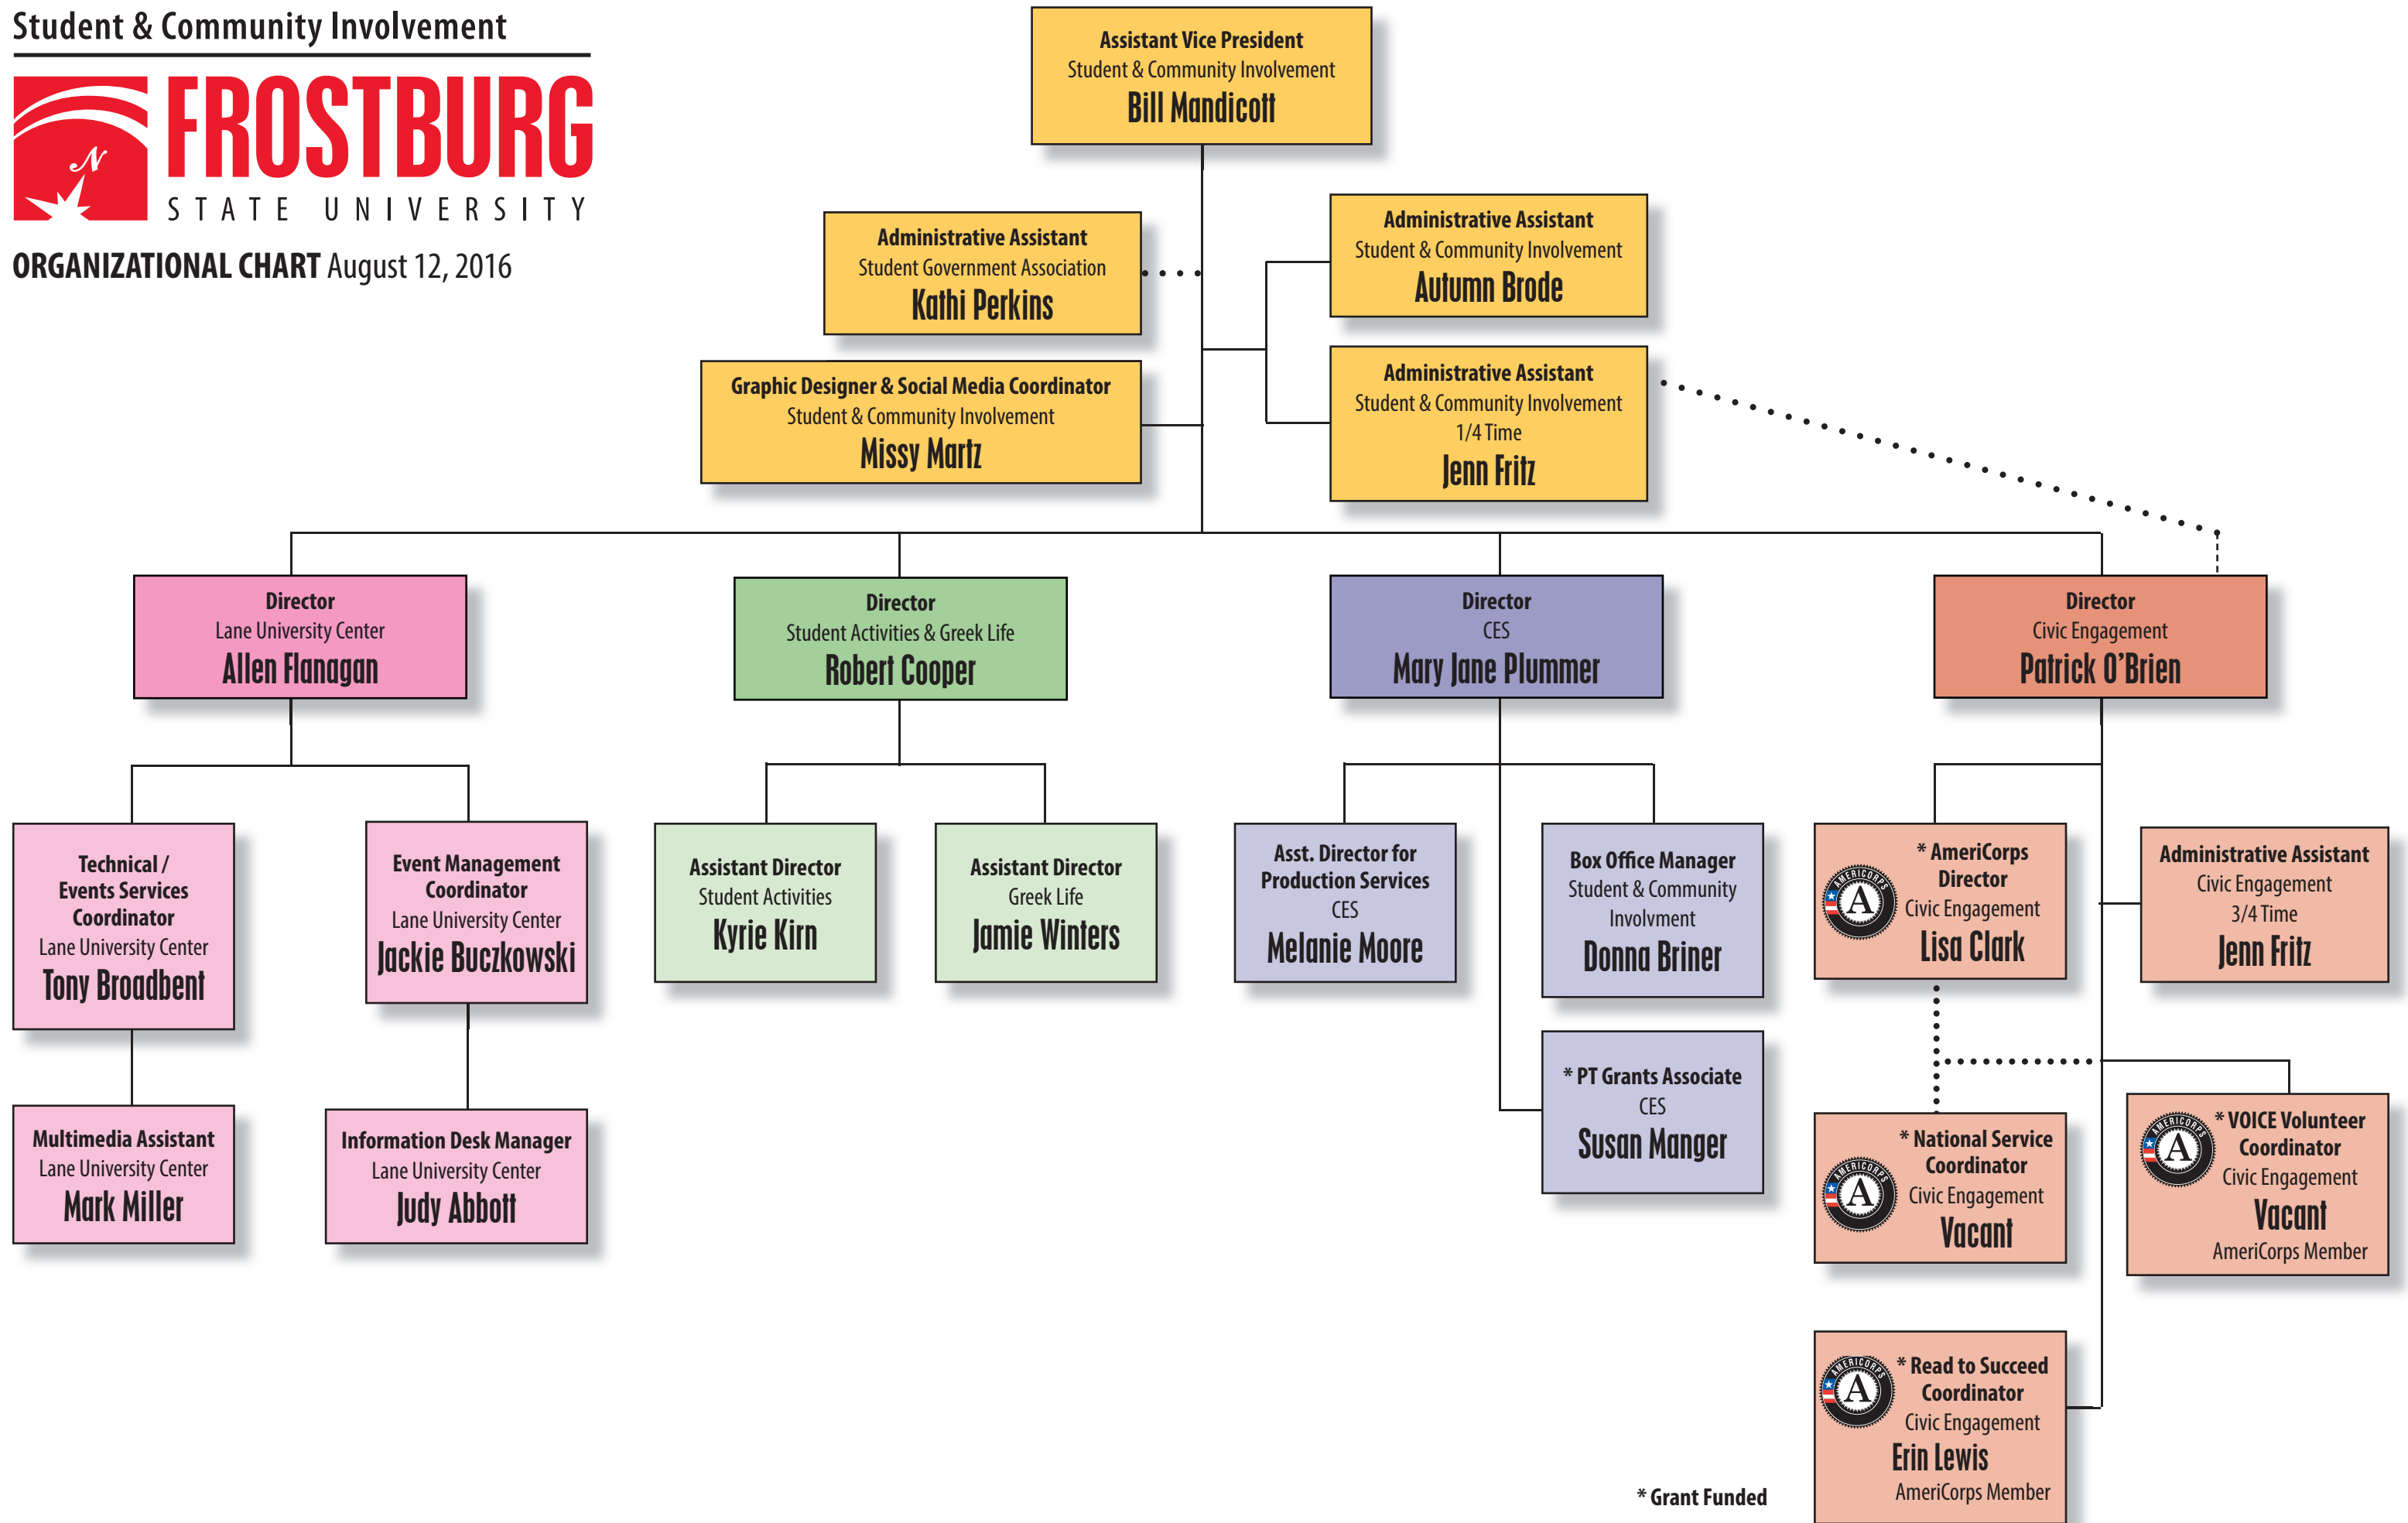 Student & Community Involvement
FROSTBURG
STATE UNIVERSITY
N
ORGANIZATIONAL CHART August 12, 2016
Assistant Vice President
Student & Community Involvement
Bill Mandicott
Administrative Assistant
Student Government Association
Kathi Perkins
Administrative Assistant
Student & Community Involvement
Autumn Brode
Graphic Designer & Social Media Coordinator
Student & Community Involvement
Missy Martz
Administrative Assistant
Student & Community Involvement
1/4 Time
Jenn Fritz
Director
Lane University Center
Allen Flanagan
Director
Student Activities & Greek Life
Robert Cooper
Director
CES
Mary Jane Plummer
Director
Civic Engagement
Patrick O'Brien
Technical /
Events Services
Coordinator
Lane University Center
Tony Broadbent
Event Management
Coordinator
Lane University Center
Jackie Buczkowski
Assistant Director
Student Activities
Kyrie Kirn
Assistant Director
Greek Life
Jamie Winters
Asst. Director for
Production Services
CES
Melanie Moore
Box Office Manager
Student & Community
Involvment
Donna Briner
AMERICORPS
A
* AmeriCorps
Director
Civic Engagement
Lisa Clark
Administrative Assistant
Civic Engagement
3/4 Time
Jenn Fritz
Multimedia Assistant
Lane University Center
Mark Miller
Information Desk Manager
Lane University Center
Judy Abbott
* PT Grants Associate
CES
Susan Manger
AMERICORPS
A
* National Service
Coordinator
Civic Engagement
Vacant
AMERICORPS
A
* VOICE Volunteer
Coordinator
Civic Engagement
Vacant
AmeriCorps Member
AMERICORPS
A
* Read to Succeed
Coordinator
Civic Engagement
Erin Lewis
AmeriCorps Member
* Grant Funded